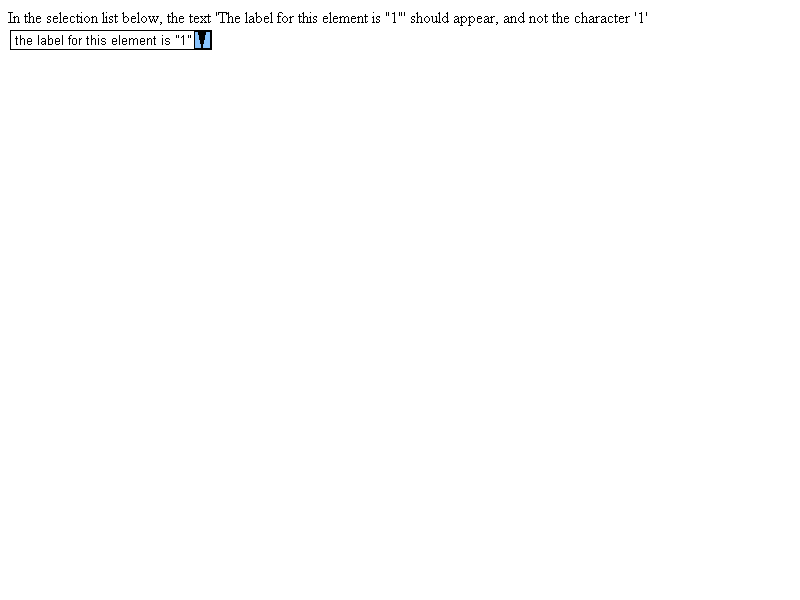 In the selection list below, the text 'The label for this element is "1"' should appear, and not the character '1'
the label for this element is "1"